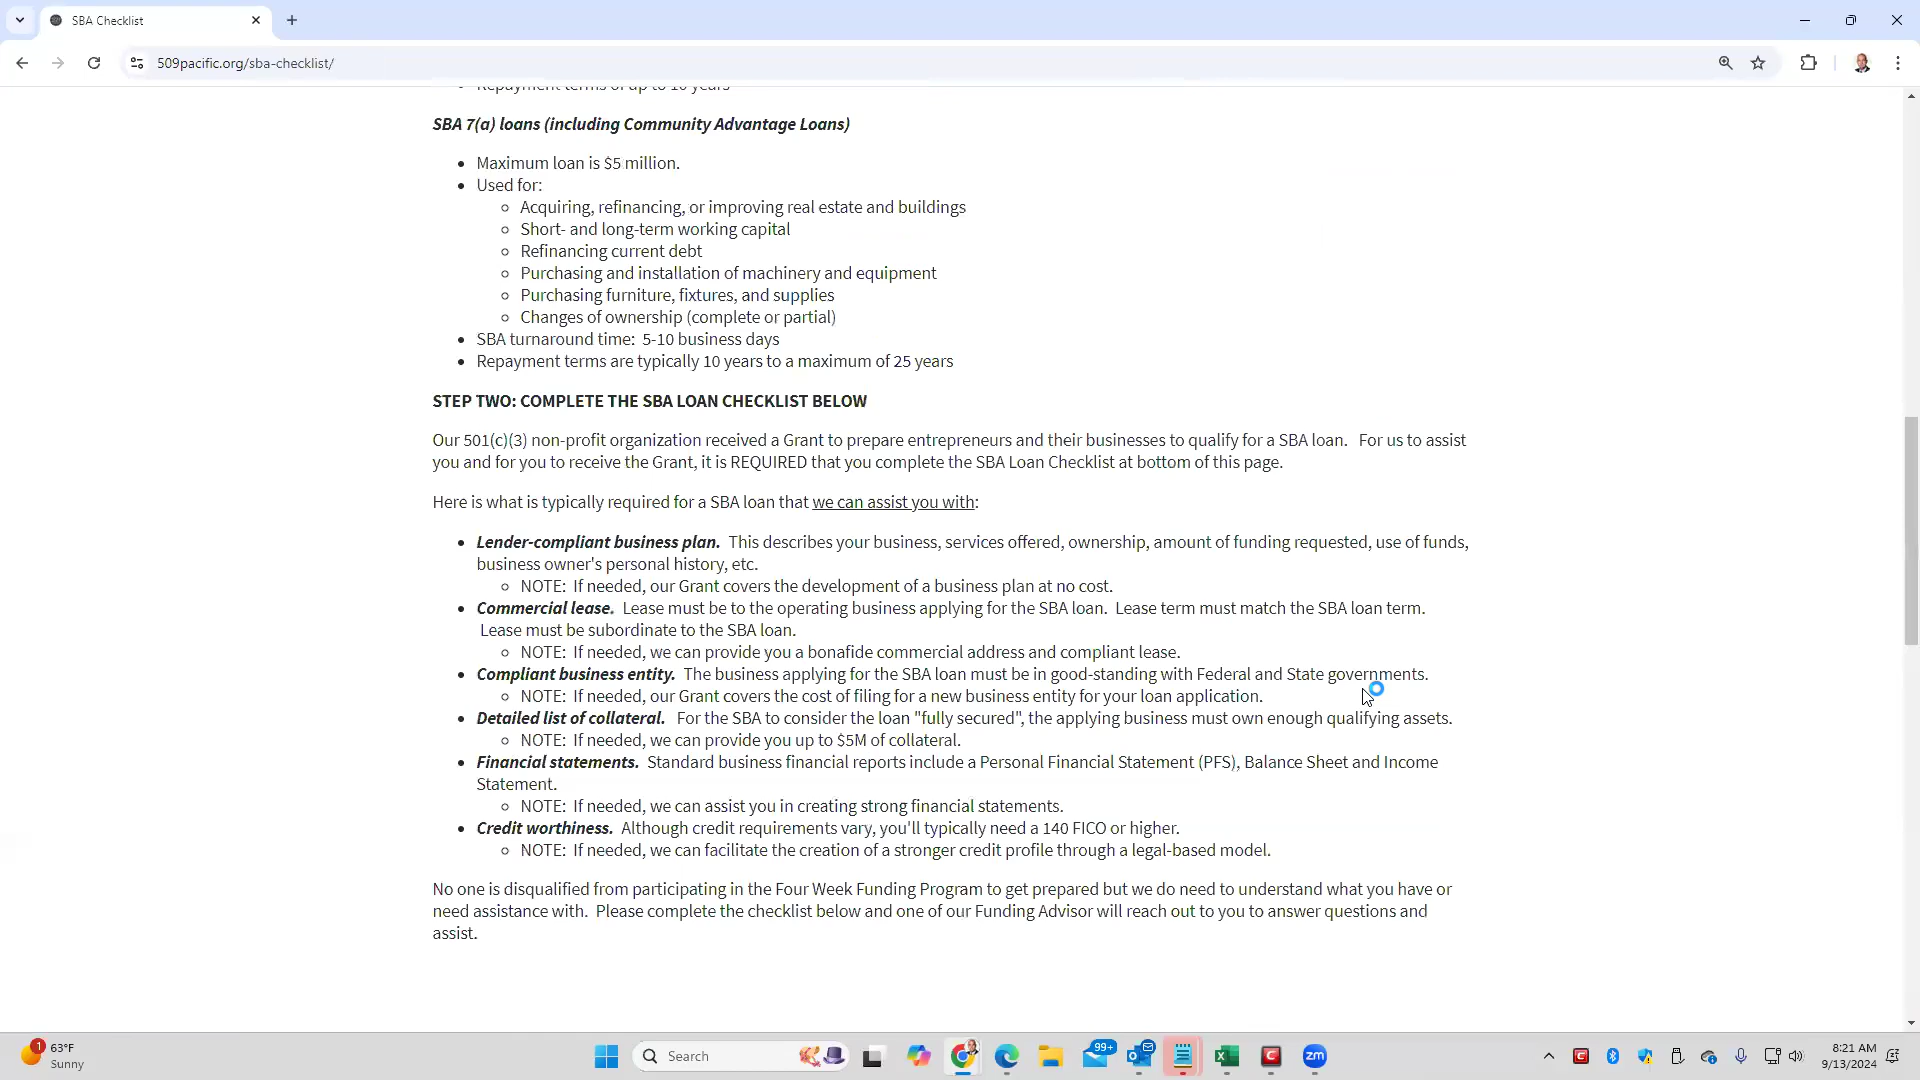 SBA Checklist
509pacific.org/sba-checklist/
Repayment terms of up to 10 years
SBA 7(a) loans (including Community Advantage Loans)
Maximum loan is $5 million.
Used for:
Acquiring, refinancing, or improving real estate and buildings
Short- and long-term working capital
Refinancing current debt
Purchasing and installation of machinery and equipment
Purchasing furniture, fixtures, and supplies
Changes of ownership (complete or partial)
SBA turnaround time:  5-10 business days
Repayment terms are typically 10 years to a maximum of 25 years
STEP TWO: COMPLETE THE SBA LOAN CHECKLIST BELOW
Our 501(c)(3) non-profit organization received a Grant to prepare entrepreneurs and their businesses to qualify for a SBA loan.   For us to assist
you and for you to receive the Grant, it is REQUIRED that you complete the SBA Loan Checklist at bottom of this page.
Here is what is typically required for a SBA loan that we can assist you with:
Lender-compliant business plan.  This describes your business, services offered, ownership, amount of funding requested, use of funds,
business owner's personal history, etc.
NOTE:  If needed, our Grant covers the development of a business plan at no cost.
Commercial lease.  Lease must be to the operating business applying for the SBA loan.  Lease term must match the SBA loan term.
Lease must be subordinate to the SBA loan.
NOTE:  If needed, we can provide you a bonafide commercial address and compliant lease.
Compliant business entity.  The business applying for the SBA loan must be in good-standing with Federal and State governments.
NOTE:  If needed, our Grant covers the cost of filing for a new business entity for your loan application.
Detailed list of collateral.   For the SBA to consider the loan "fully secured", the applying business must own enough qualifying assets.
NOTE:  If needed, we can provide you up to $5M of collateral.
Financial statements.  Standard business financial reports include a Personal Financial Statement (PFS), Balance Sheet and Income
Statement.
NOTE:  If needed, we can assist you in creating strong financial statements.
Credit worthiness.  Although credit requirements vary, you'll typically need a 140 FICO or higher.
NOTE:  If needed, we can facilitate the creation of a stronger credit profile through a legal-based model.
No one is disqualified from participating in the Four Week Funding Program to get prepared but we do need to understand what you have or
need assistance with.  Please complete the checklist below and one of our Funding Advisor will reach out to you to answer questions and
assist.
1
63°F
Sunny
Search
99+
zm
8:21 AM
9/13/2024